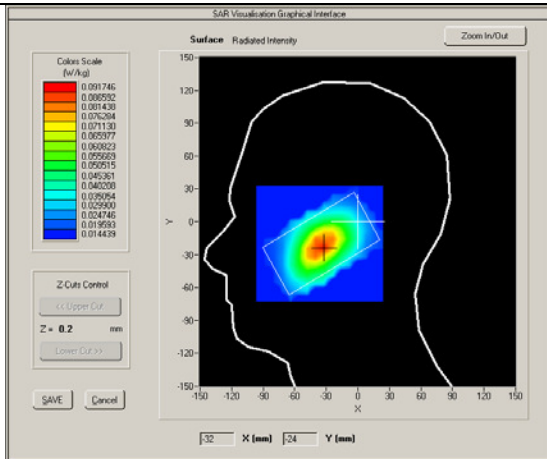 SAR Visualisation Graphical Interface
Surface Radiated Intensity
Zoom In/Out
Colors Scale
(W/kg)
0.091746
0.086592
0.081438
0.076284
0.071130
0.065977
0.060823
0.055669
0.050515
0.045361
0.040208
0.035054
0.029900
0.024746
0.019593
0.014439
Z-Cuts Control
<< Upper Cut
Z = 0.2 mm
Lower Cut >>
SAVE Cancel
150-
120-
90-
60-
30-
0-
-30-
-60-
-90-
-120-
-150-
Y
-150 -120 -90 -60 -30 0 30 60 90 120 150
X
-32 X (mm) -24 Y (mm)